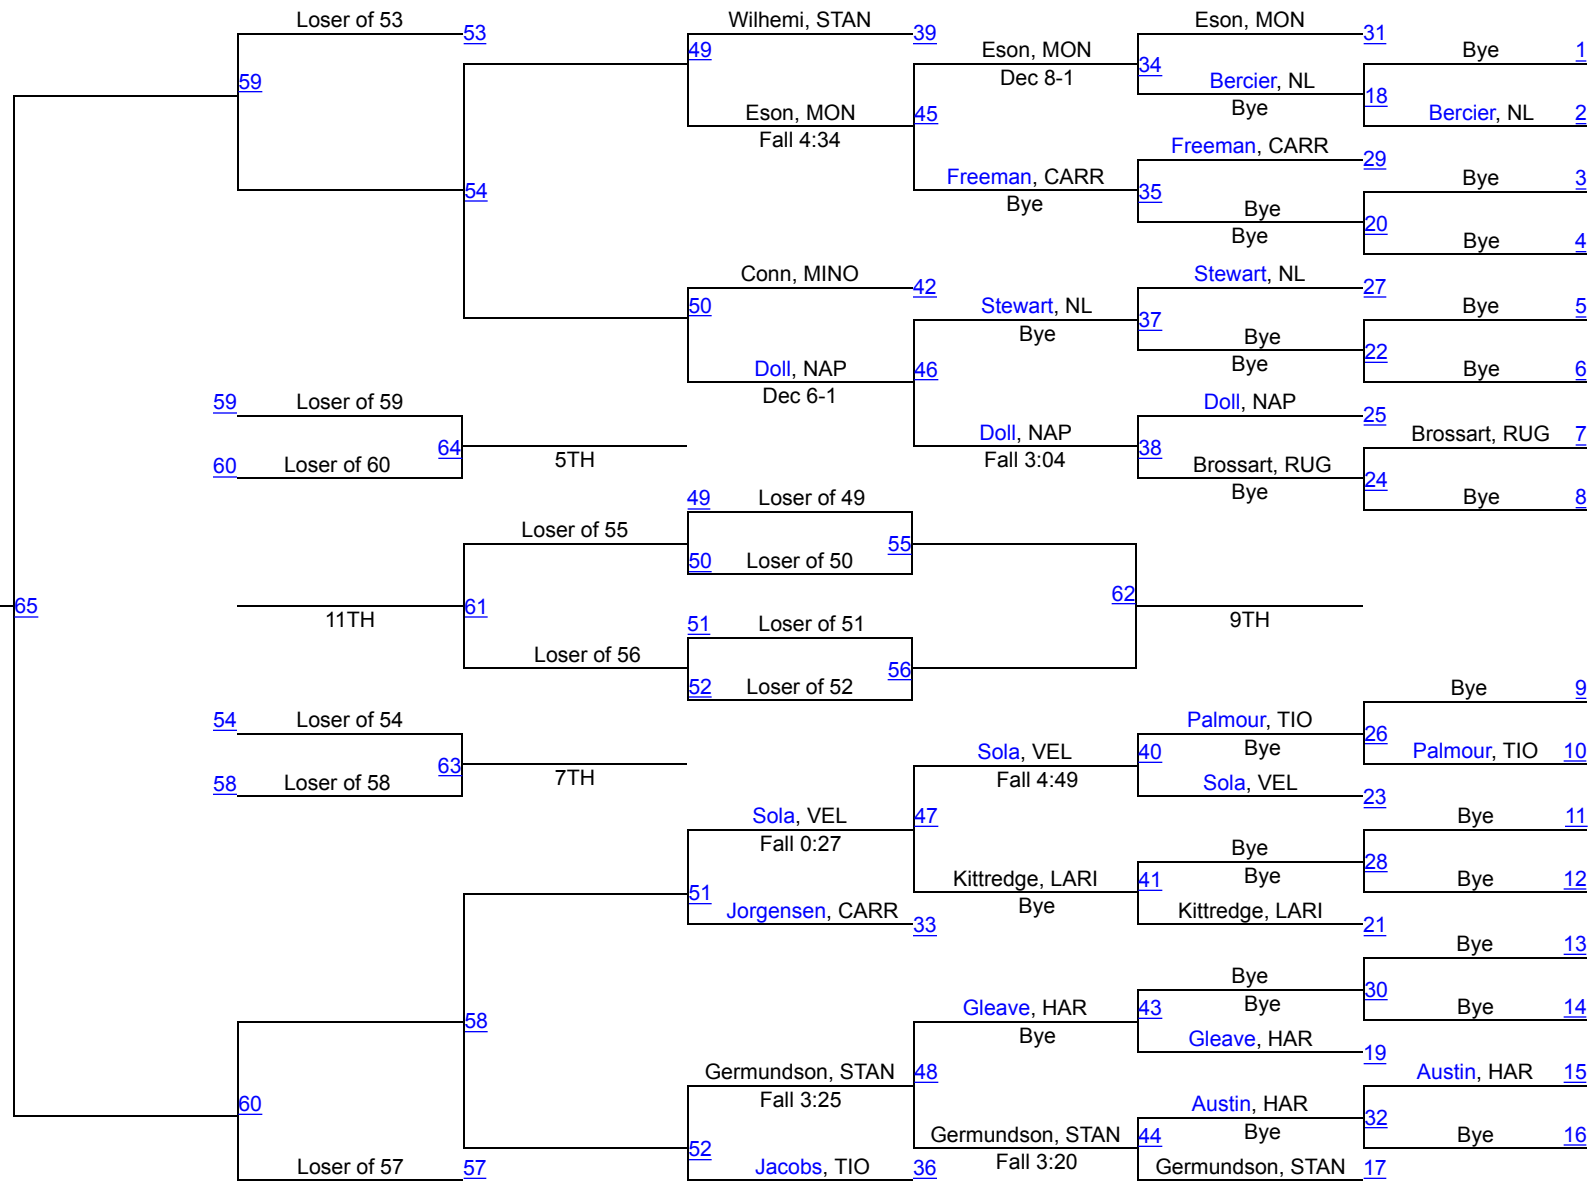 Loser of 53 53 Wilhemi, STAN 39 Eson, MON 31
49 Eson, MON Bye 1
59 Dec 8-1 34 Bercier, NL
Bye 18
Eson, MON 45 Bercier, NL 2
Fall 4:34
Freeman, CARR 29
54 Freeman, CARR 35 Bye 3
Bye Bye 20
Bye Bye 4
Conn, MINO 42 Stewart, NL 27
50 Stewart, NL 37 Bye 5
Bye Bye 22
Bye
Doll, NAP 46 Bye 6
Dec 6-1
59 Loser of 59 Doll, NAP 25
64 5TH Doll, NAP 38 Brossart, RUG 7
60 Loser of 60 Fall 3:04 Brossart, RUG 24
Bye Bye 8
49 Loser of 49
Loser of 55 55
50 Loser of 50
65 11TH 61 62 9TH
51 Loser of 51
Loser of 56 56
52 Loser of 52 Bye 9
54 Loser of 54 Palmour, TIO 26
63 7TH Sola, VEL 40 Bye Palmour, TIO 10
58 Loser of 58 Fall 4:49 Sola, VEL 23
Sola, VEL 47 Bye 11
Fall 0:27
Bye 28
51 Kittredge, LARI 41 Bye Bye 12
Jorgensen, CARR 33 Bye Kittredge, LARI 21
Bye 13
Bye 30
58 Gleave, HAR 43 Bye Bye 14
Bye Gleave, HAR 19
Germundson, STAN 48 Austin, HAR 15
60 Fall 3:25 Austin, HAR 32
52 Germundson, STAN 44 Bye Bye 16
Loser of 57 57 Jacobs, TIO 36 Fall 3:20 Germundson, STAN 17